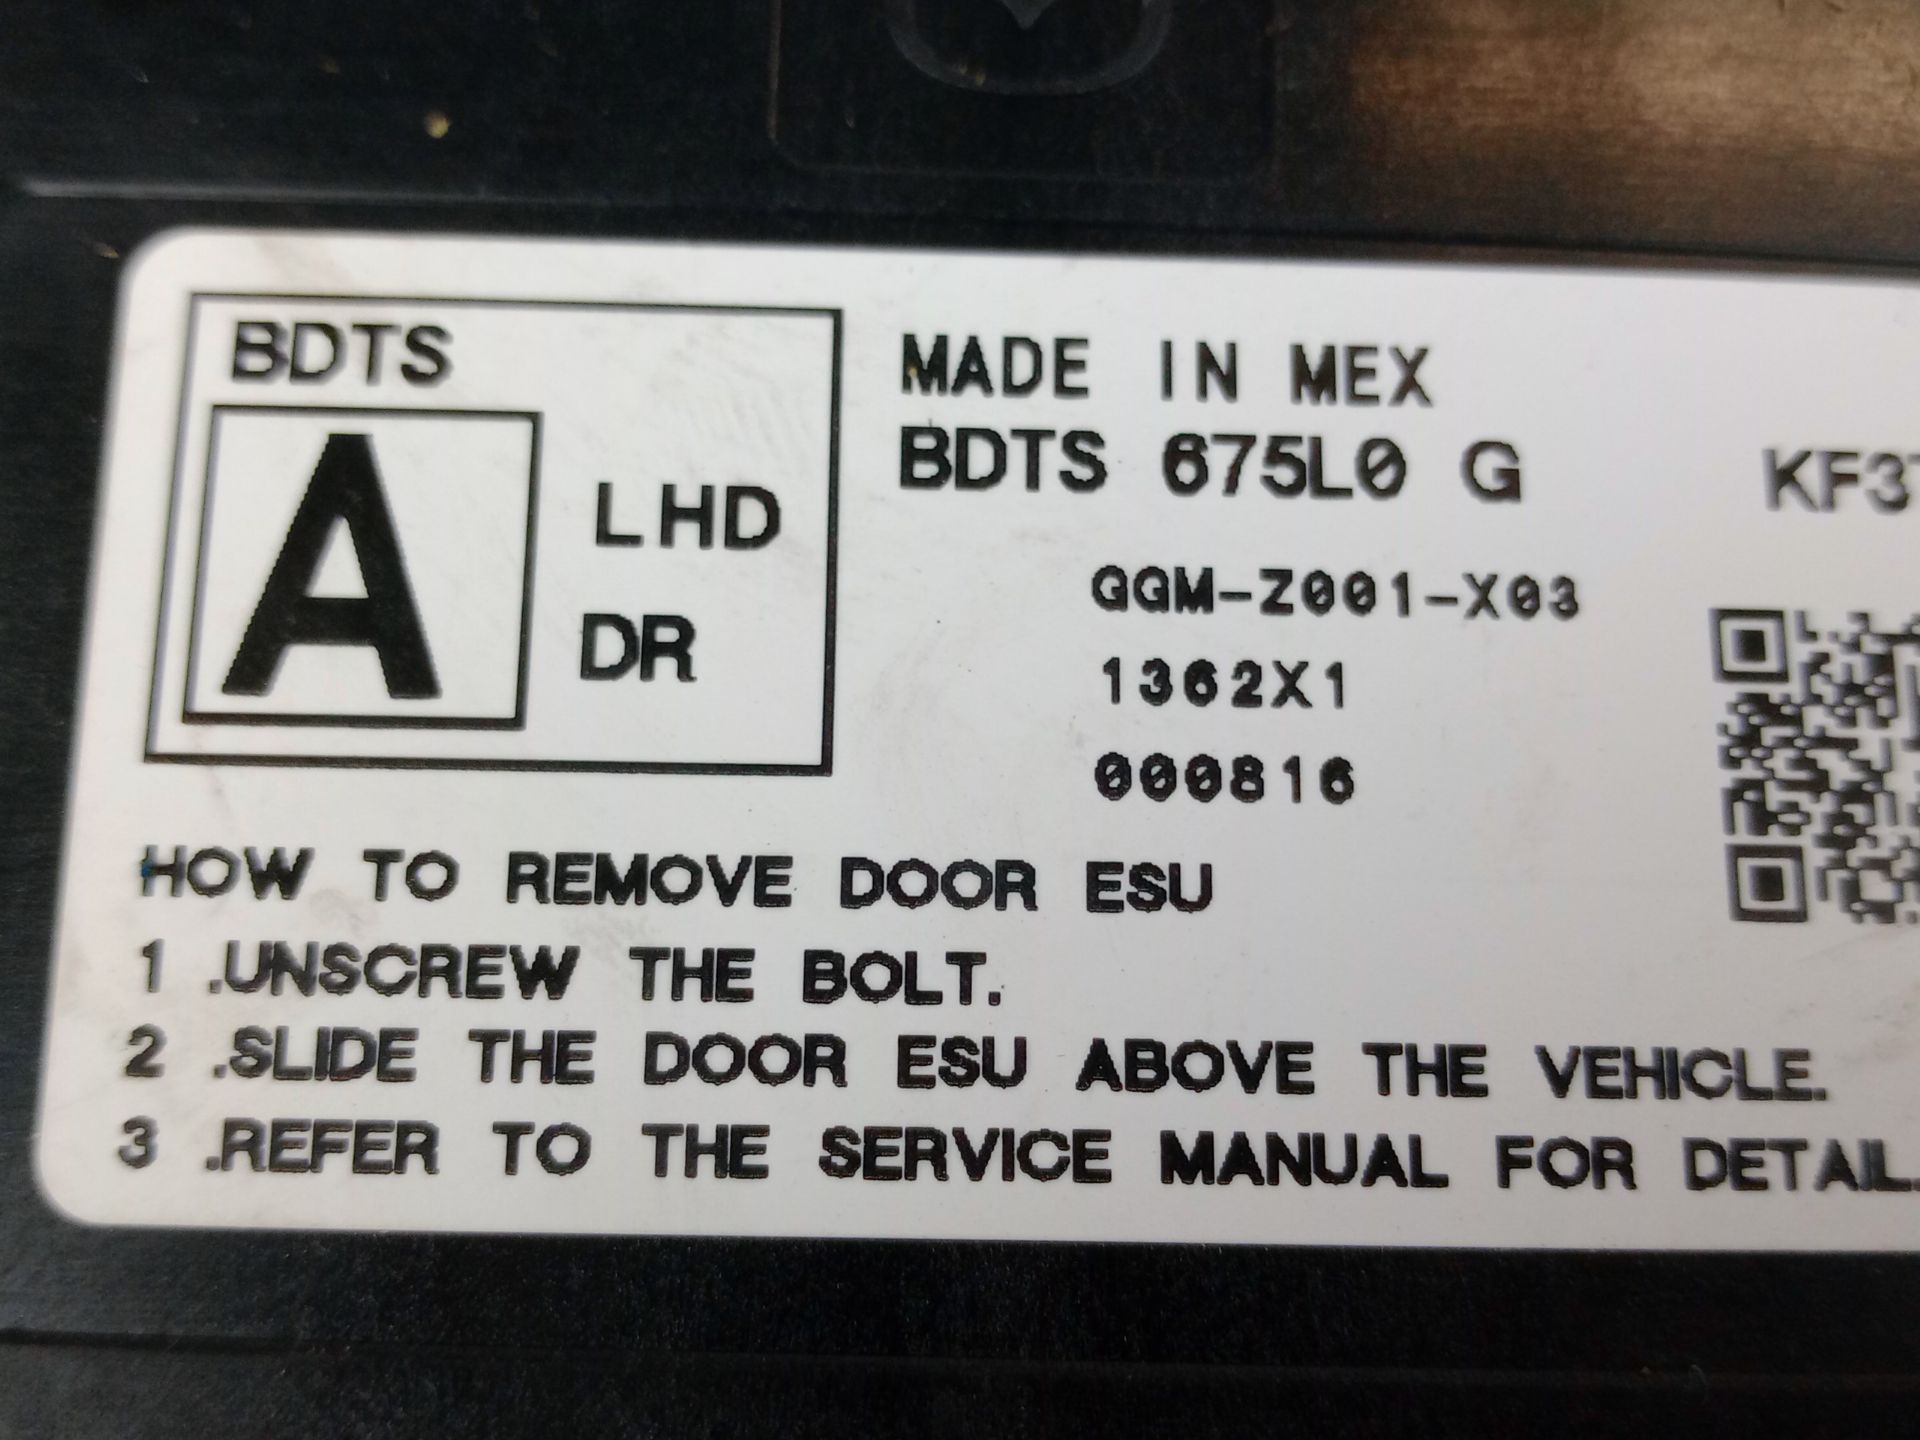 BDTS
A
LHD
DR
MADE IN MEX
BDTS 675L0 G
KF3
GGM-Z001-X03
1362X1
000816
HOW TO REMOVE DOOR ESU
1 .UNSCREW THE BOLT.
2 .SLIDE THE DOOR ESU ABOVE THE VEHICLE.
3 .REFER TO THE SERVICE MANUAL FOR DETAIL.